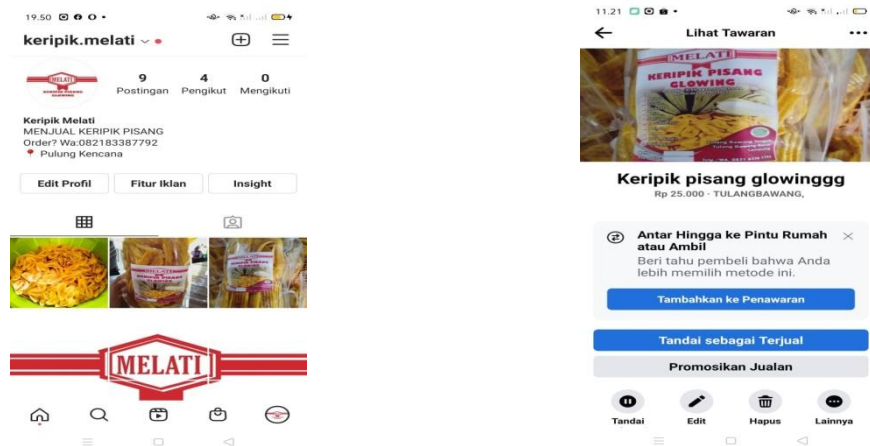 19.50
keripik.melati
9 4 0
Postingan Pengikut Mengikuti
Keripik Melati
MENJUAL KERIPIK PISANG
Order? Wa:082183387792
Pulung Kencana
Edit Profil Fitur Iklan Insight
MELATI
11.21
Lihat Tawaran
MELATI
KERIPIK PISANG
GLOWING
Keripik pisang glowinggg
Rp 25.000 - TULANGBAWANG,
Antar Hingga ke Pintu Rumah
atau Ambil
Beri tahu pembeli bahwa Anda
lebih memilih metode ini.
Tambahkan ke Penawaran
Tandai sebagai Terjual
Promosikan Jualan
Tandai Edit Hapus Lainnya